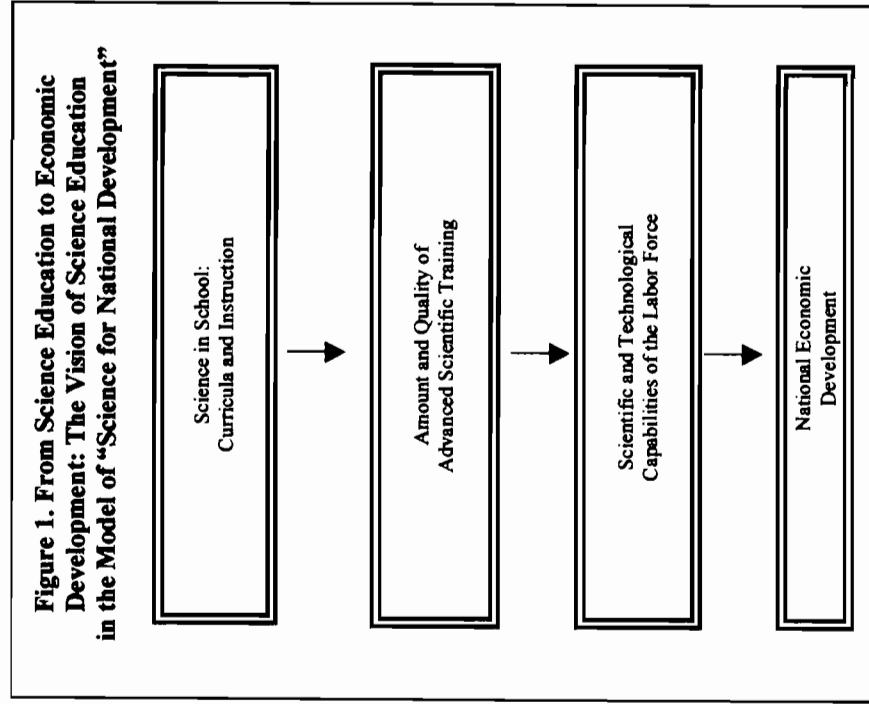 Figure 1. From Science Education to Economic
Development: The Vision of Science Education
in the Model of “Science for National Development”
Science in School:
Curricula and Instruction
Amount and Quality of
Advanced Scientific Training
Scientific and Technological
Capabilities of the Labor Force
National Economic
Development